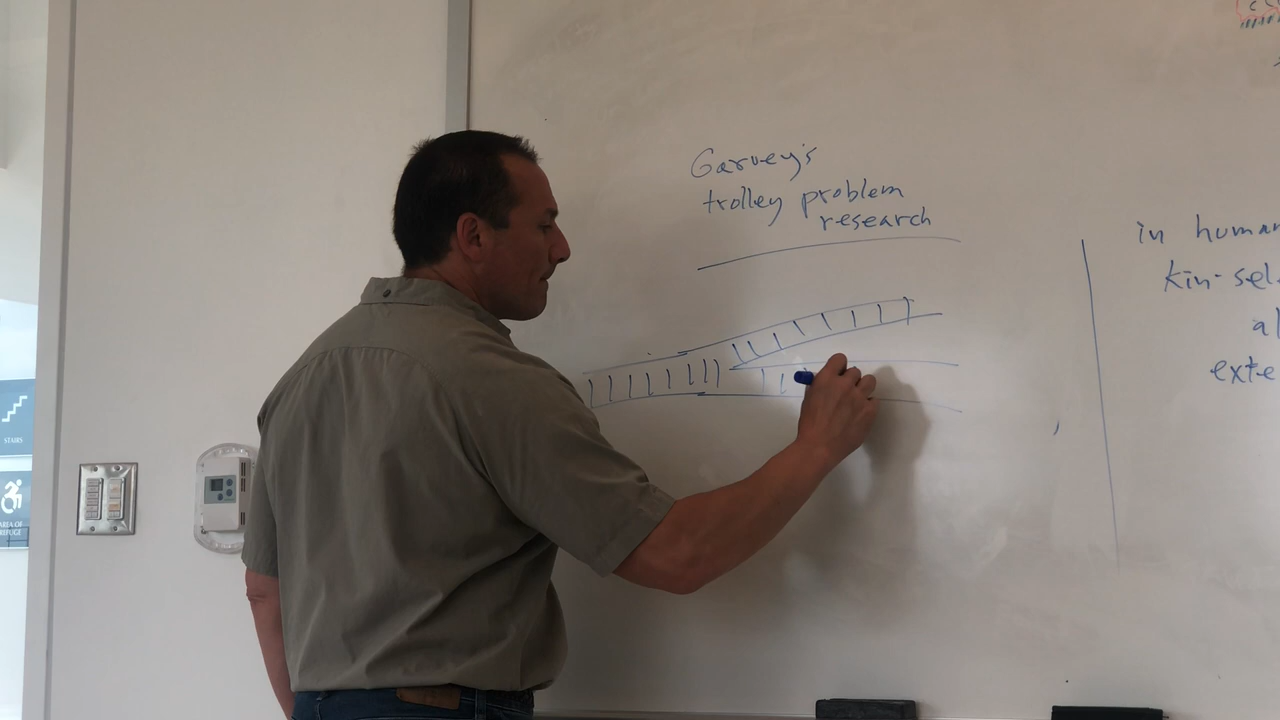 Garvey's
trolley problem
research
in human
kin-sel
al
exte
STAIRS
AREA OF
REFUGE